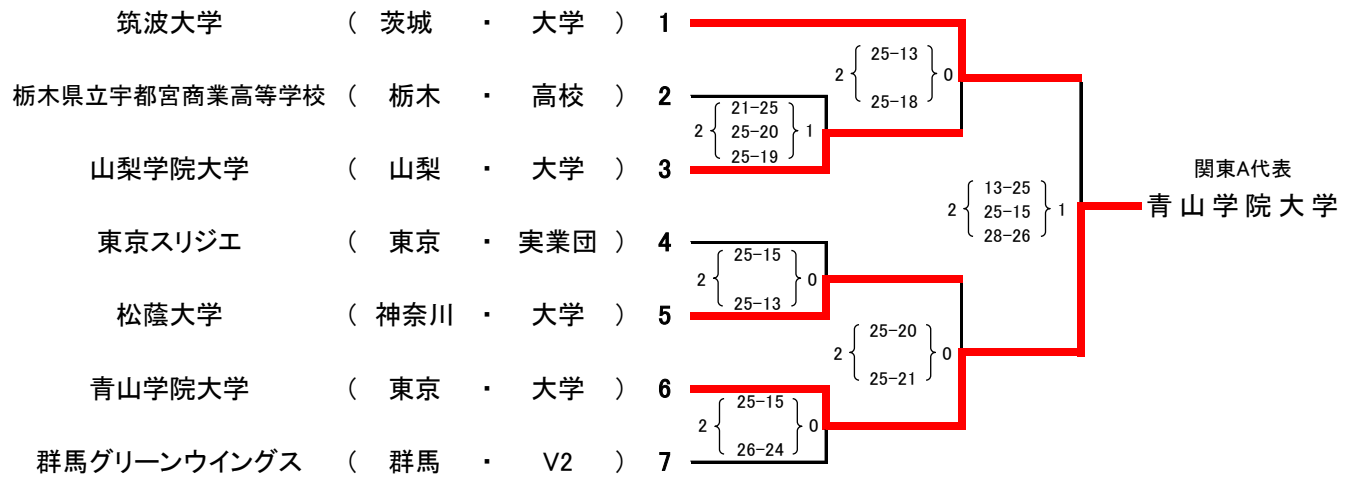 筑波大学 ( 茨城 ・ 大学 ) 1
栃木県立宇都宮商業高等学校 ( 栃木 ・ 高校 ) 2
山梨学院大学 ( 山梨 ・ 大学 ) 3
東京スリジエ ( 東京 ・ 実業団 ) 4
松蔭大学 ( 神奈川 ・ 大学 ) 5
青山学院大学 ( 東京 ・ 大学 ) 6
群馬グリーンウイングス ( 群馬 ・ V2 ) 7
21-25
2 { 25-20 } 1
25-19
25-15
2 { } 0
25-13
25-15
2 { } 0
26-24
25-13
2 { } 0
25-18
25-20
2 { } 0
25-21
13-25
2 { 25-15 } 1
28-26
関東A代表
青山学院大学